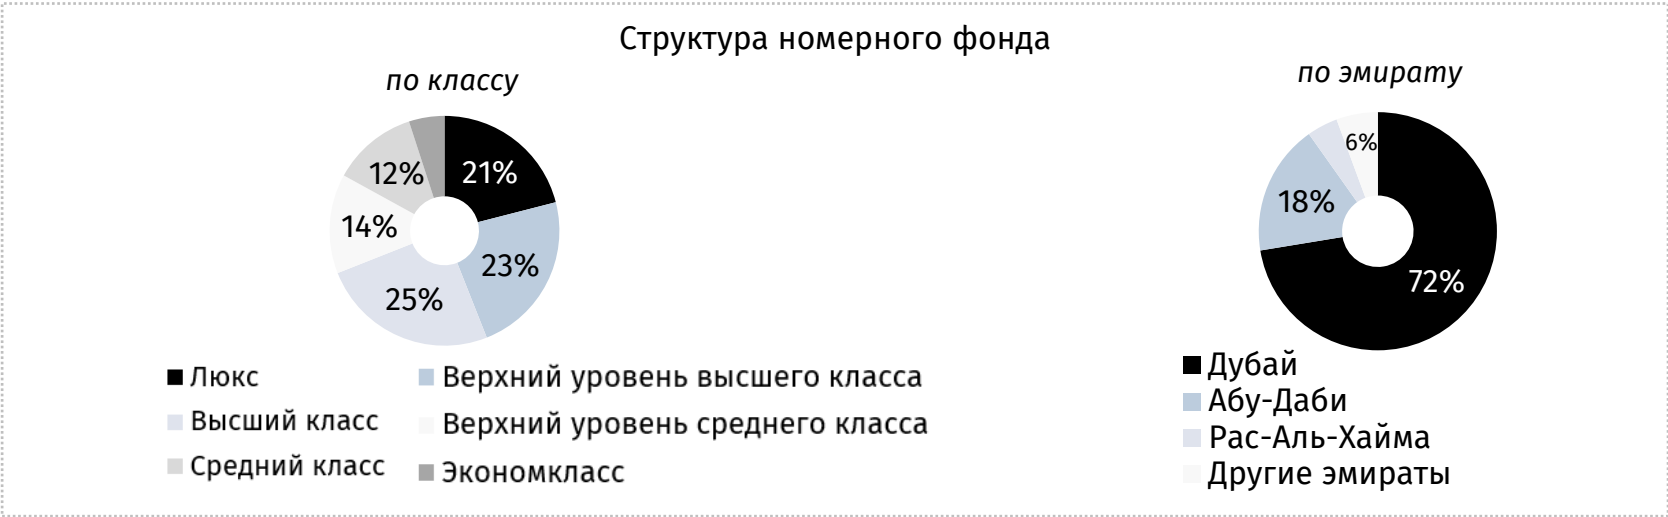 Структура номерного фонда
по классу
12%
21%
14%
23%
25%
Люкс
Верхний уровень высшего класса
Высший класс
Верхний уровень среднего класса
Средний класс
Экономкласс
по эмирату
6%
18%
72%
Дубай
Абу-Даби
Рас-Аль-Хайма
Другие эмираты